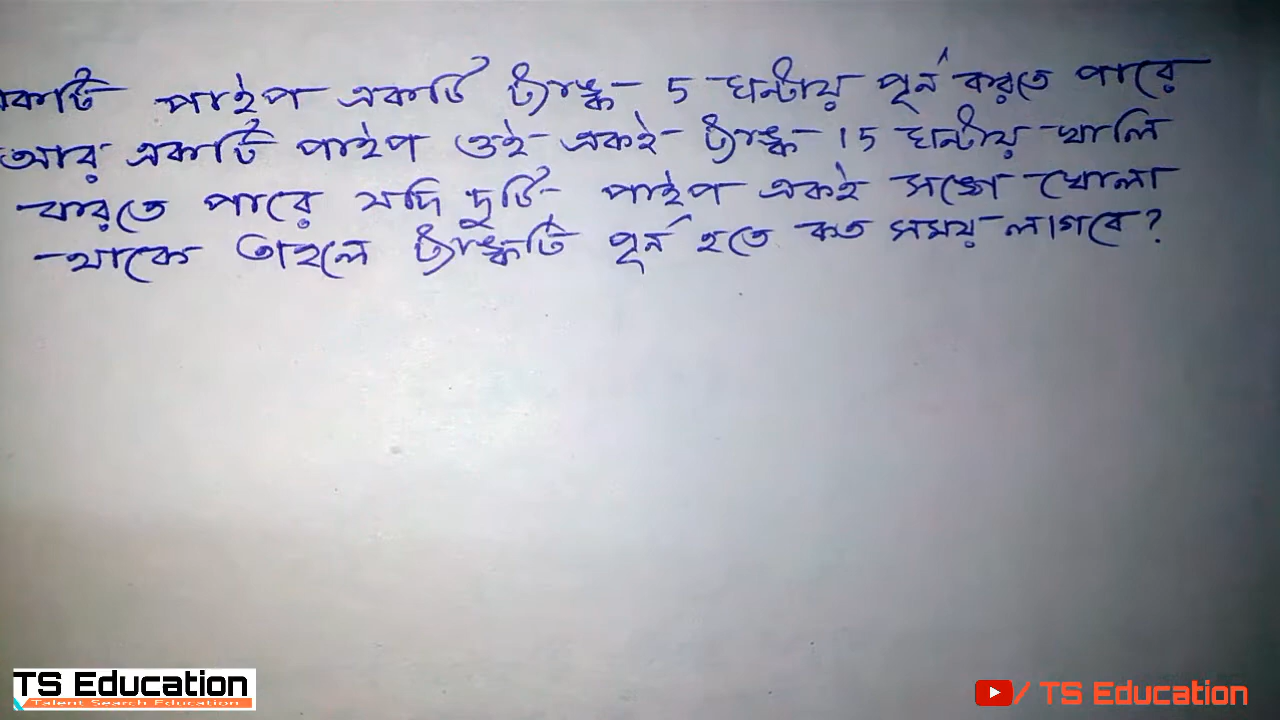 একটি পাইপ একটি ট্যাঙ্ক 5 ঘন্টায় পূর্ন করতে পারে
আর একটি পাইপ ওই একই ট্যাঙ্ক 15 ঘন্টায় খালি
করতে পারে যদি দুটি পাইপ একই সঙ্গে খোলা
থাকে তাহলে ট্যাঙ্কটি পূর্ন হতে কত সময় লাগবে?
TS Education
Talent Search Education
/ TS Education